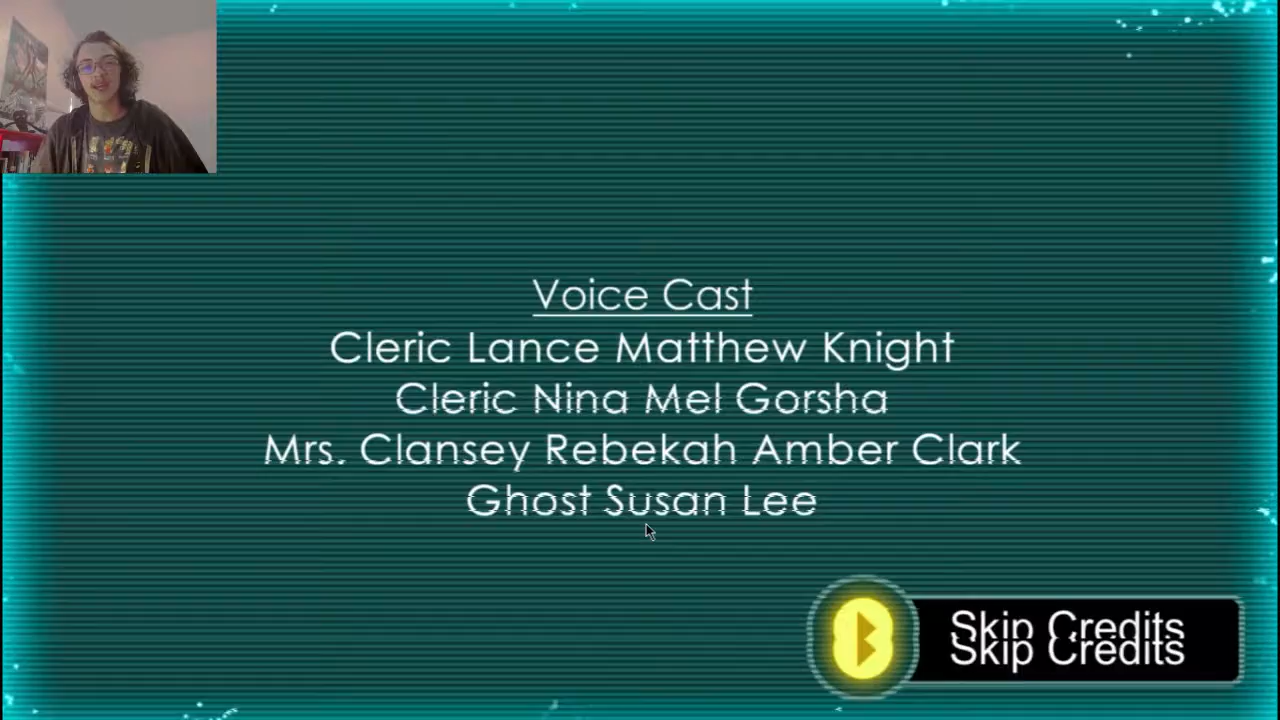 Voice Cast
Cleric Lance Matthew Knight
Cleric Nina Mel Gorsha
Mrs. Clansey Rebekah Amber Clark
Ghost Susan Lee
Skip Credits
Skip Credits